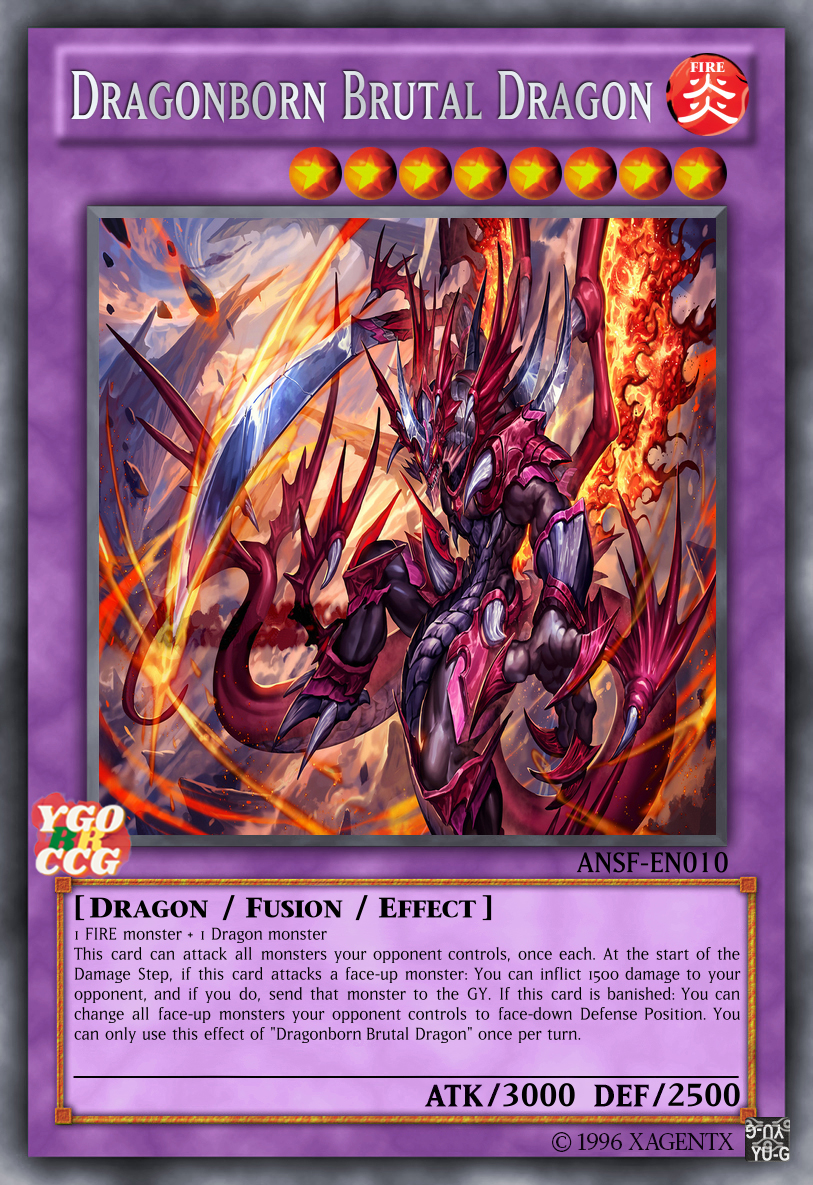 DRAGONBORN BRUTAL DRAGON
FIRE
炎
YGO
RR
CCG
ANSF-EN010
[ DRAGON / FUSION / EFFECT ]
1 FIRE monster + 1 Dragon monster
This card can attack all monsters your opponent controls, once each. At the start of the
Damage Step, if this card attacks a face-up monster: You can inflict 1500 damage to your
opponent, and if you do, send that monster to the GY. If this card is banished: You can
change all face-up monsters your opponent controls to face-down Defense Position. You
can only use this effect of "Dragonborn Brutal Dragon" once per turn.
ATK/3000 DEF/2500
© 1996 XAGENTX
YU-G
YU-G